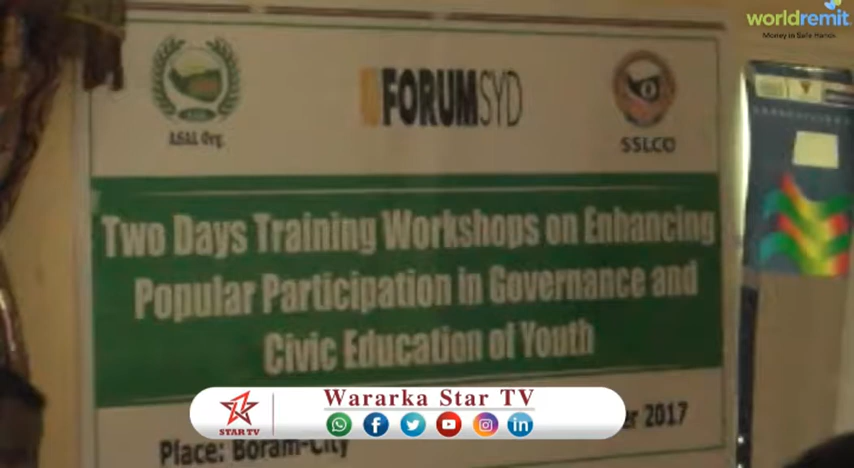 worldremit
Money in Safe Hands
ASAL Org.
FORUMSYD
SSLCO
Two Days Training Workshops on Enhancing
Popular Participation in Governance and
Civic Education of Youth
Wararka Star TV
STAR TV
er 2017
Place: Boram-City